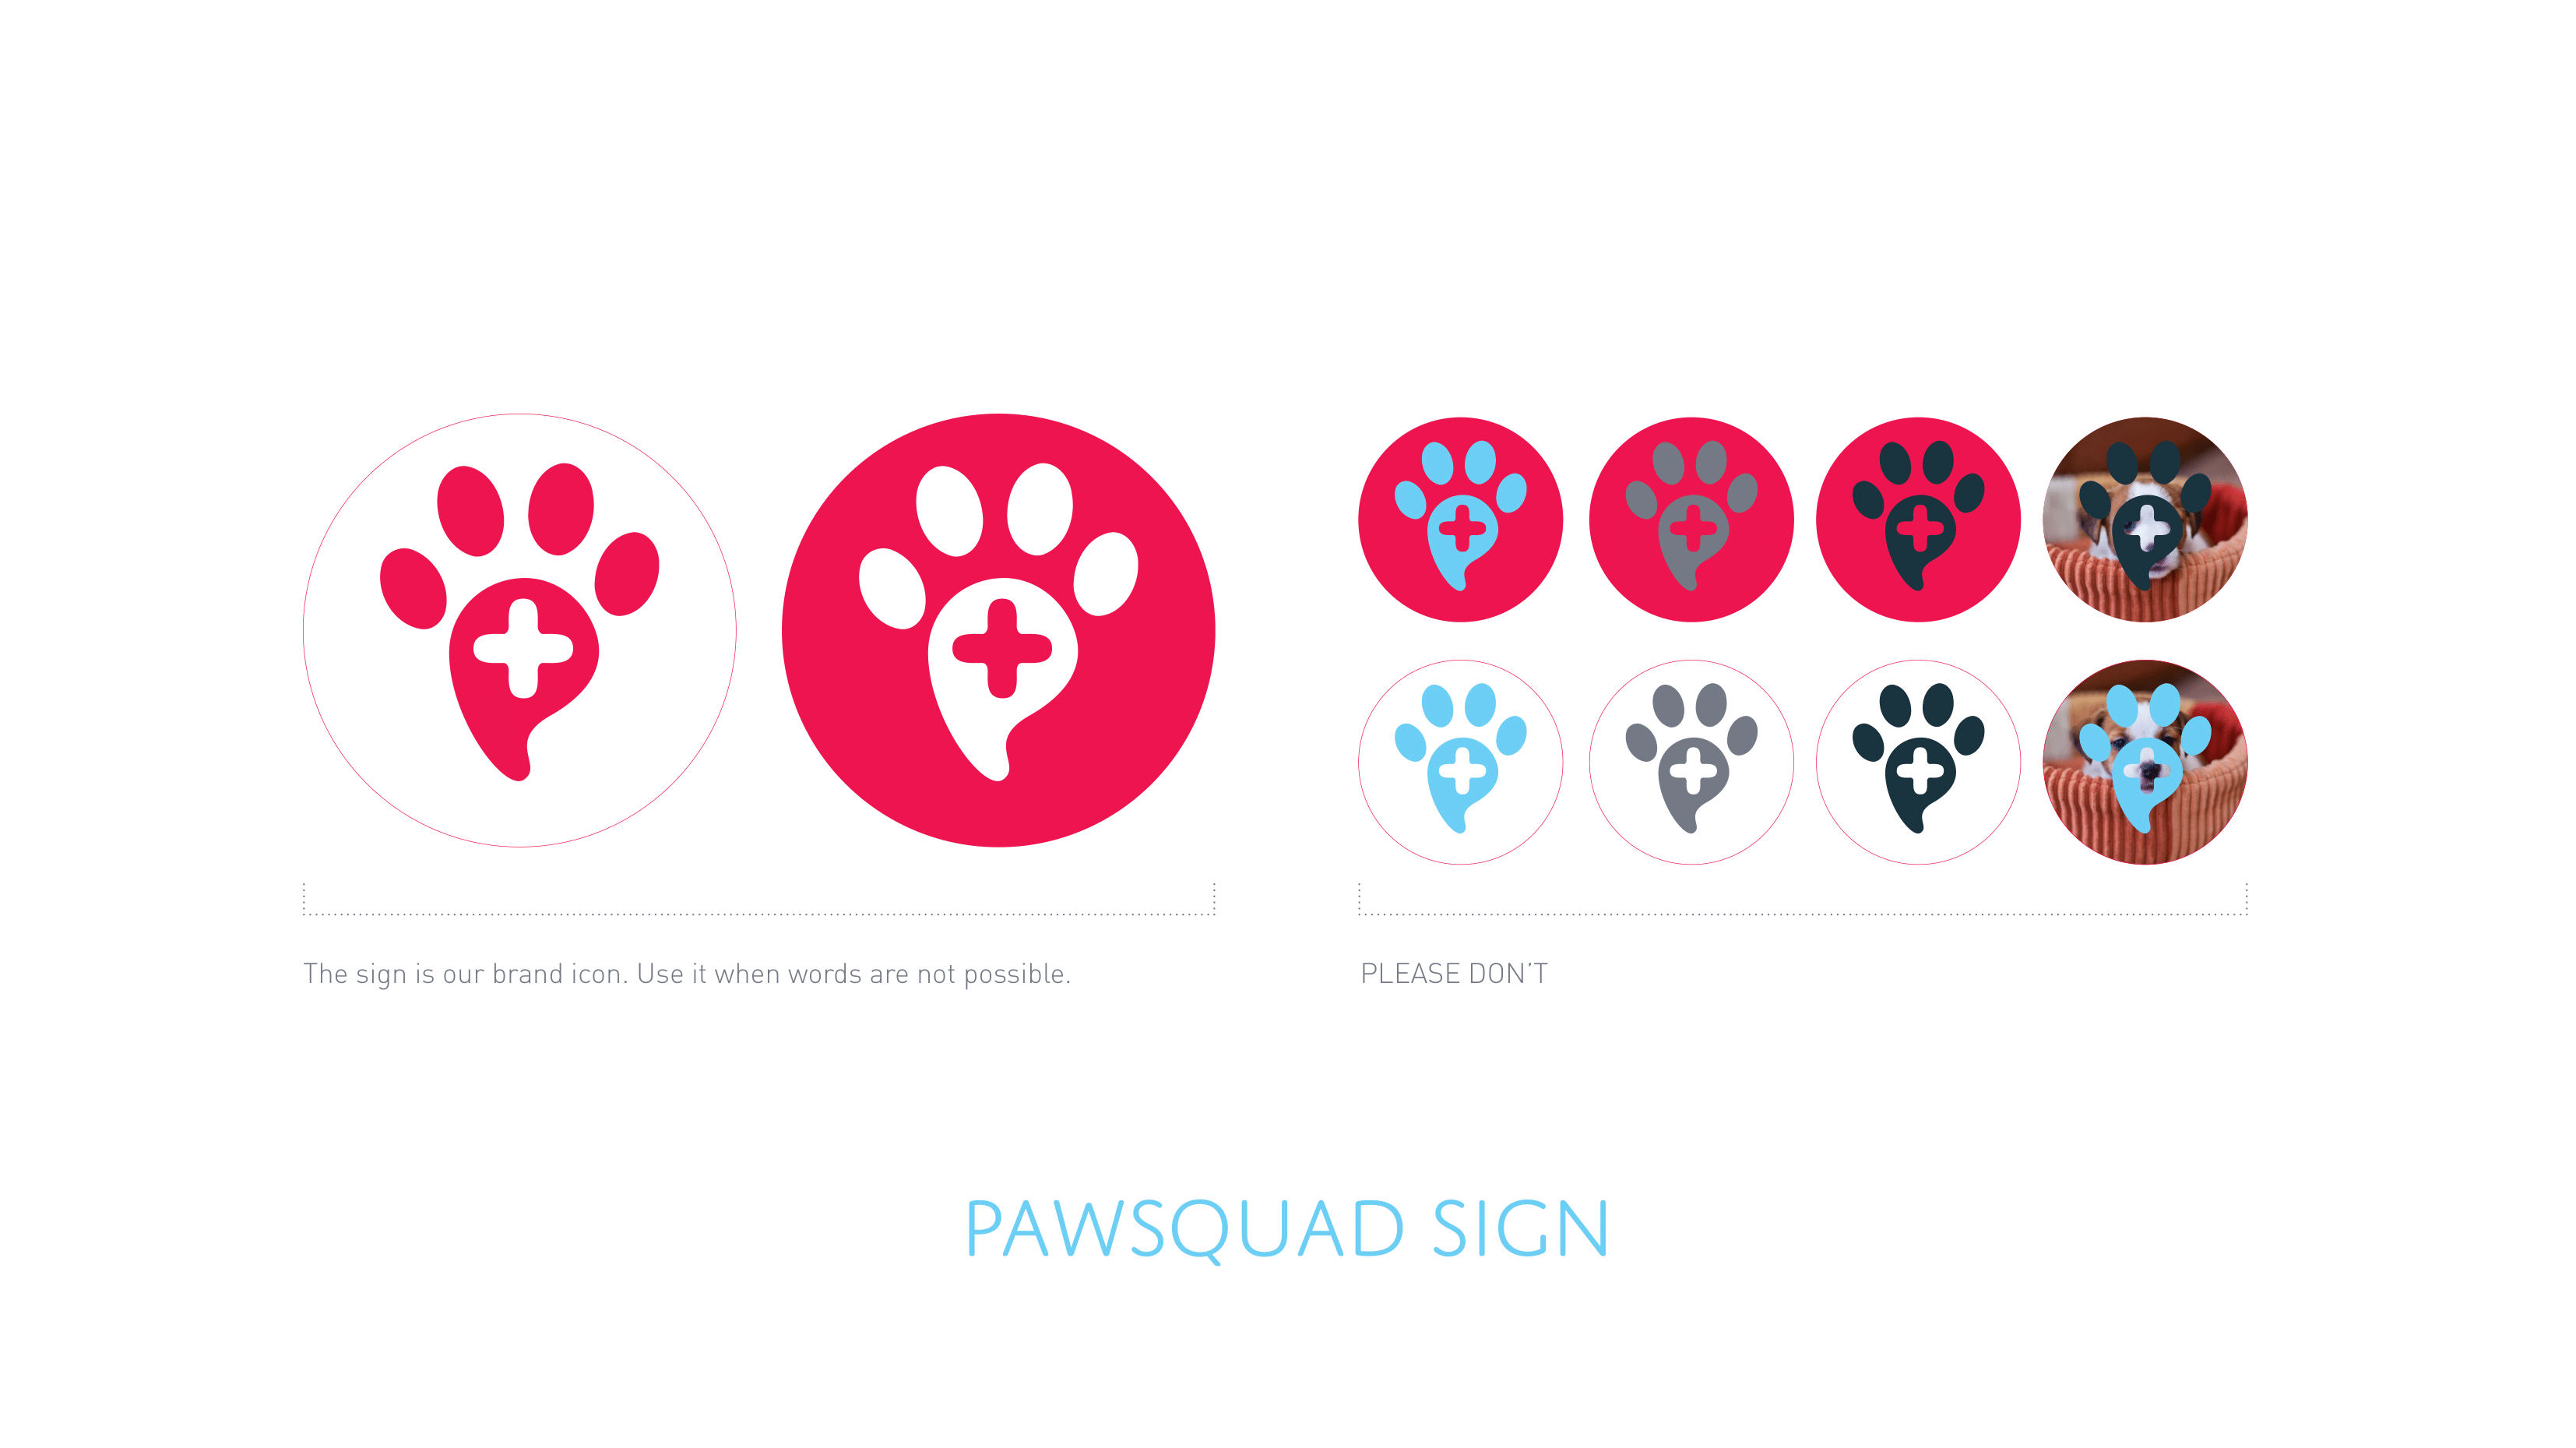 The sign is our brand icon. Use it when words are not possible.
PLEASE DON’T
PAWSQUAD SIGN